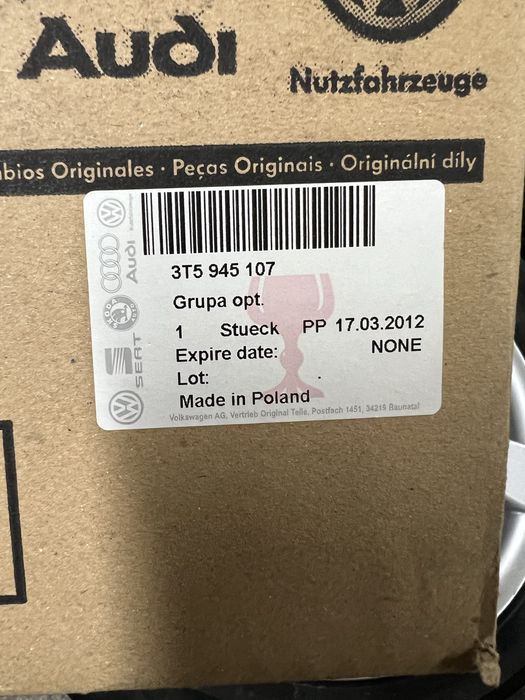 Audi
Nutzfahrzeuge
bios Originales · Peças Originais · Originální díly
3T5 945 107
Grupa opt.
1 Stueck PP 17.03.2012
Expire date: NONE
Lot:
Made in Poland
Volkswagen AG, Vertrieb Original Teile, Postfach 1451, 34219 Baunatal
Audi
SEAT